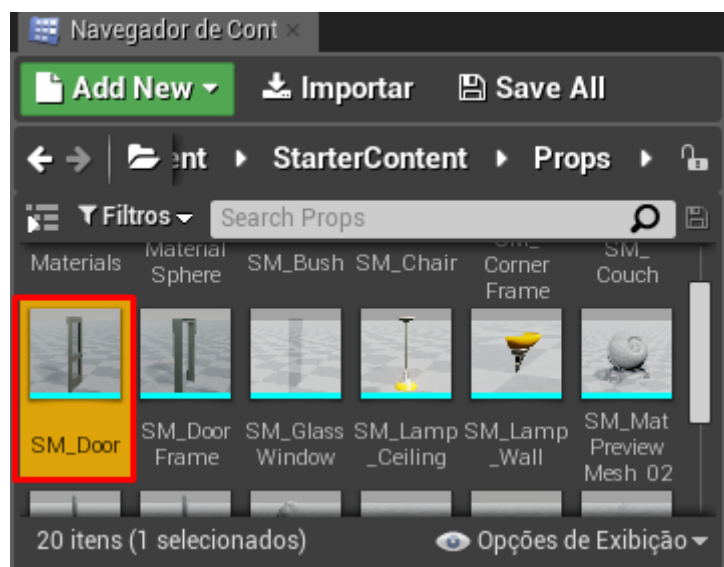 Navegador de Cont
Add New Importar Save All
ent StarterContent Props
Filtros Search Props
Materials Material Sphere SM_Bush SM_Chair SM_ Corner Frame SM_ Couch
SM_Door SM_Door Frame SM_Glass Window SM_Lamp _Ceiling SM_Lamp _Wall SM_Mat Preview Mesh 02
20 itens (1 selecionados) Opções de Exibição